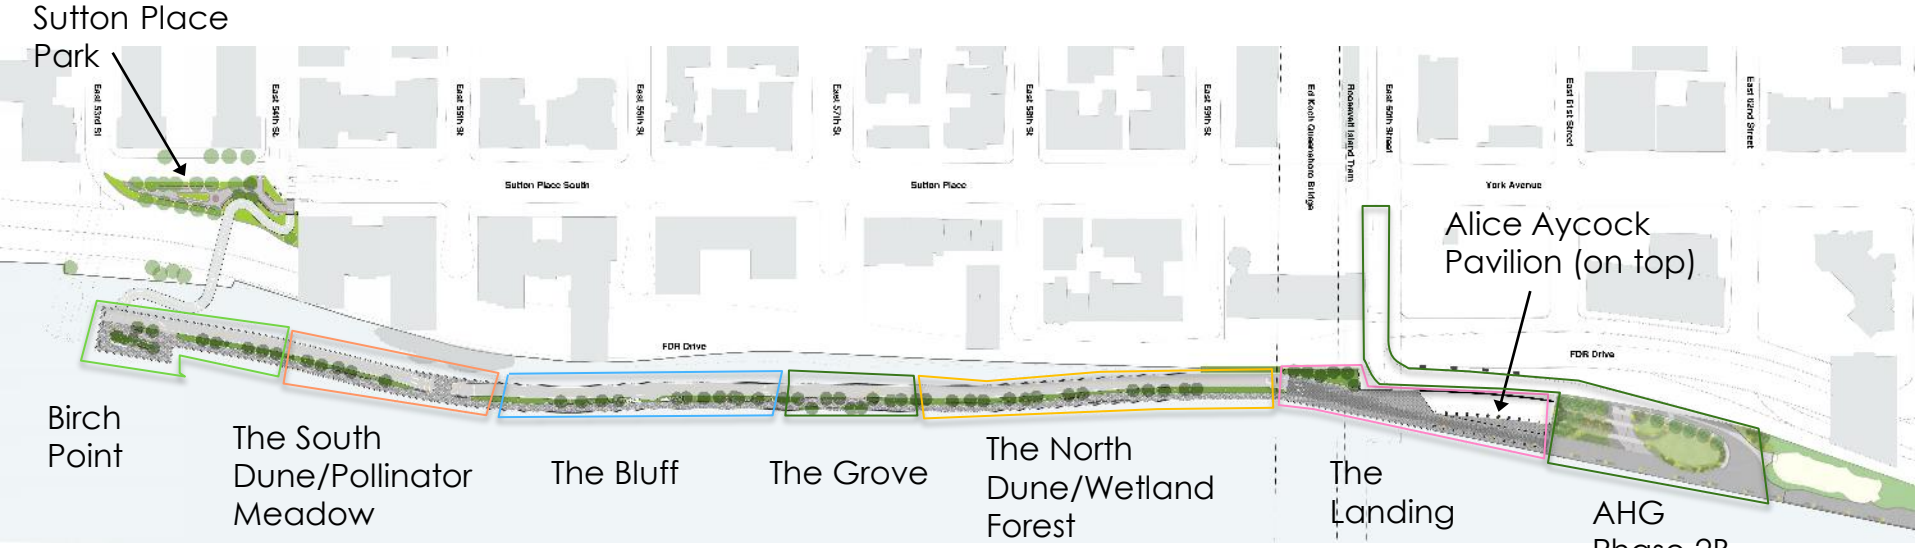 Sutton Place
Park
East 53rd St
East 54th St
East 55th St
East 56th St
East 57th St
East 58th St
East 59th St
Ed Koch Queensboro Bridge
Roosevelt Island Tram
East 60th Street
East 61st Street
East 62nd Street
Sutton Place South
Sutton Place
York Avenue
Alice Aycock
Pavilion (on top)
FDR Drive
FDR Drive
Birch
Point
The South
Dune/Pollinator
Meadow
The Bluff
The Grove
The North
Dune/Wetland
Forest
The
Landing
AHG
Phase 2B